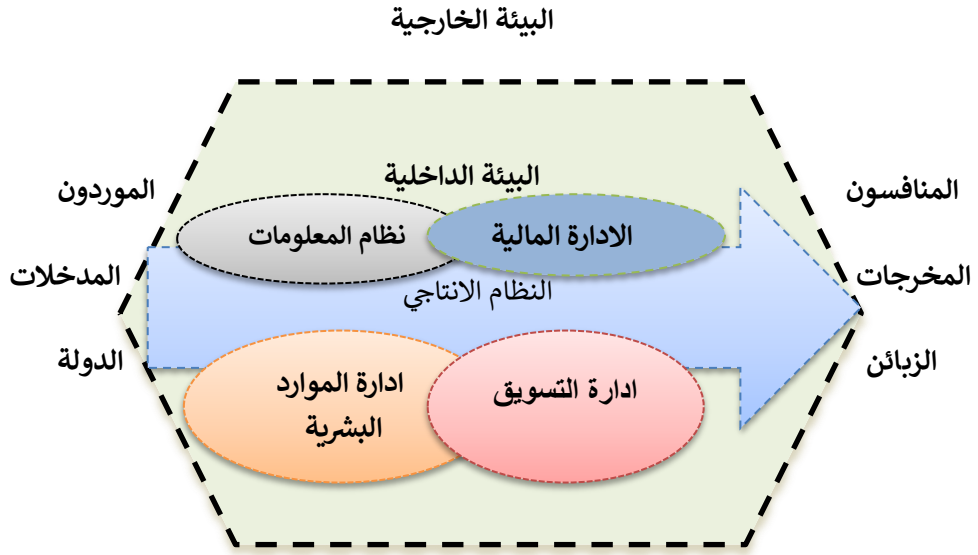 البيئة الخارجية
البيئة الداخلية
المنافسون
الموردون
الادارة المالية
نظام المعلومات
المخرجات
النظام الانتاجي
المدخلات
الزبائن
الدولة
ادارة التسويق
ادارة الموارد
البشرية